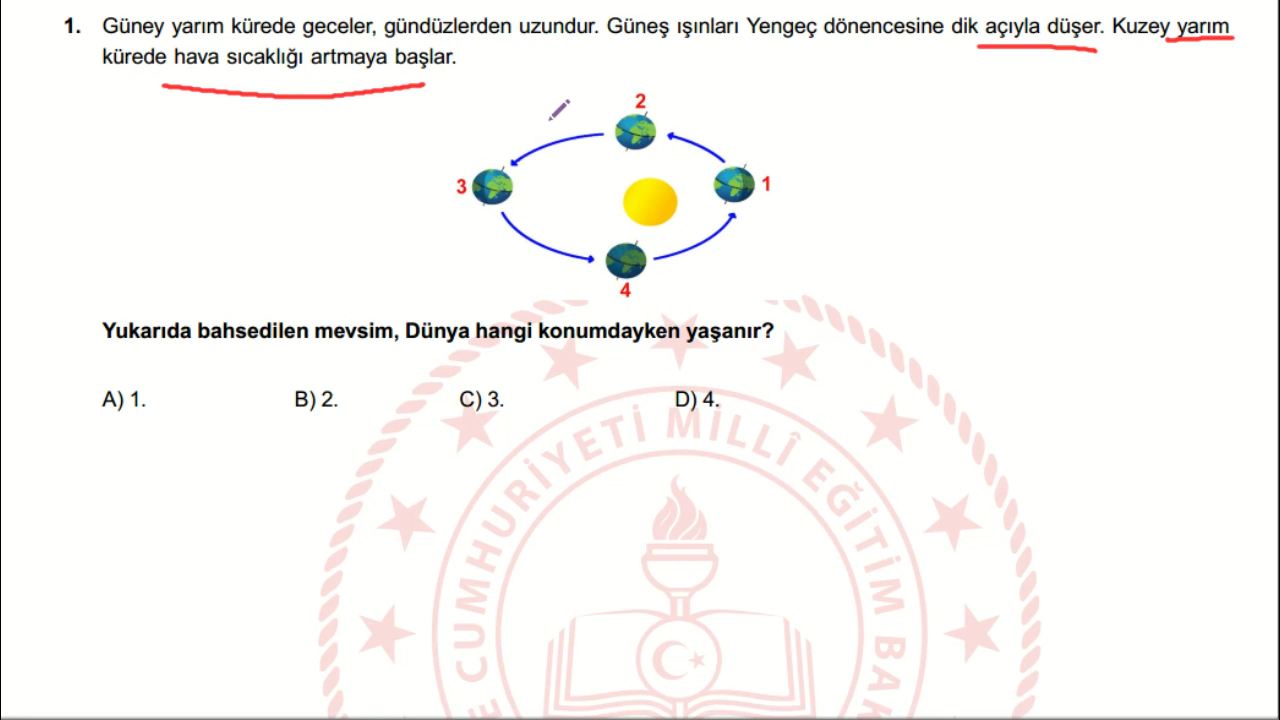 1. Güney yarım kürede geceler, gündüzlerden uzundur. Güneş ışınları Yengeç dönencesine dik açıyla düşer. Kuzey yarım
kürede hava sıcaklığı artmaya başlar.
2
3
1
4
Yukarıda bahsedilen mevsim, Dünya hangi konumdayken yaşanır?
A) 1. B) 2. C) 3. D) 4.
CUMHURİYETİ MİLLÎ EĞİTİM